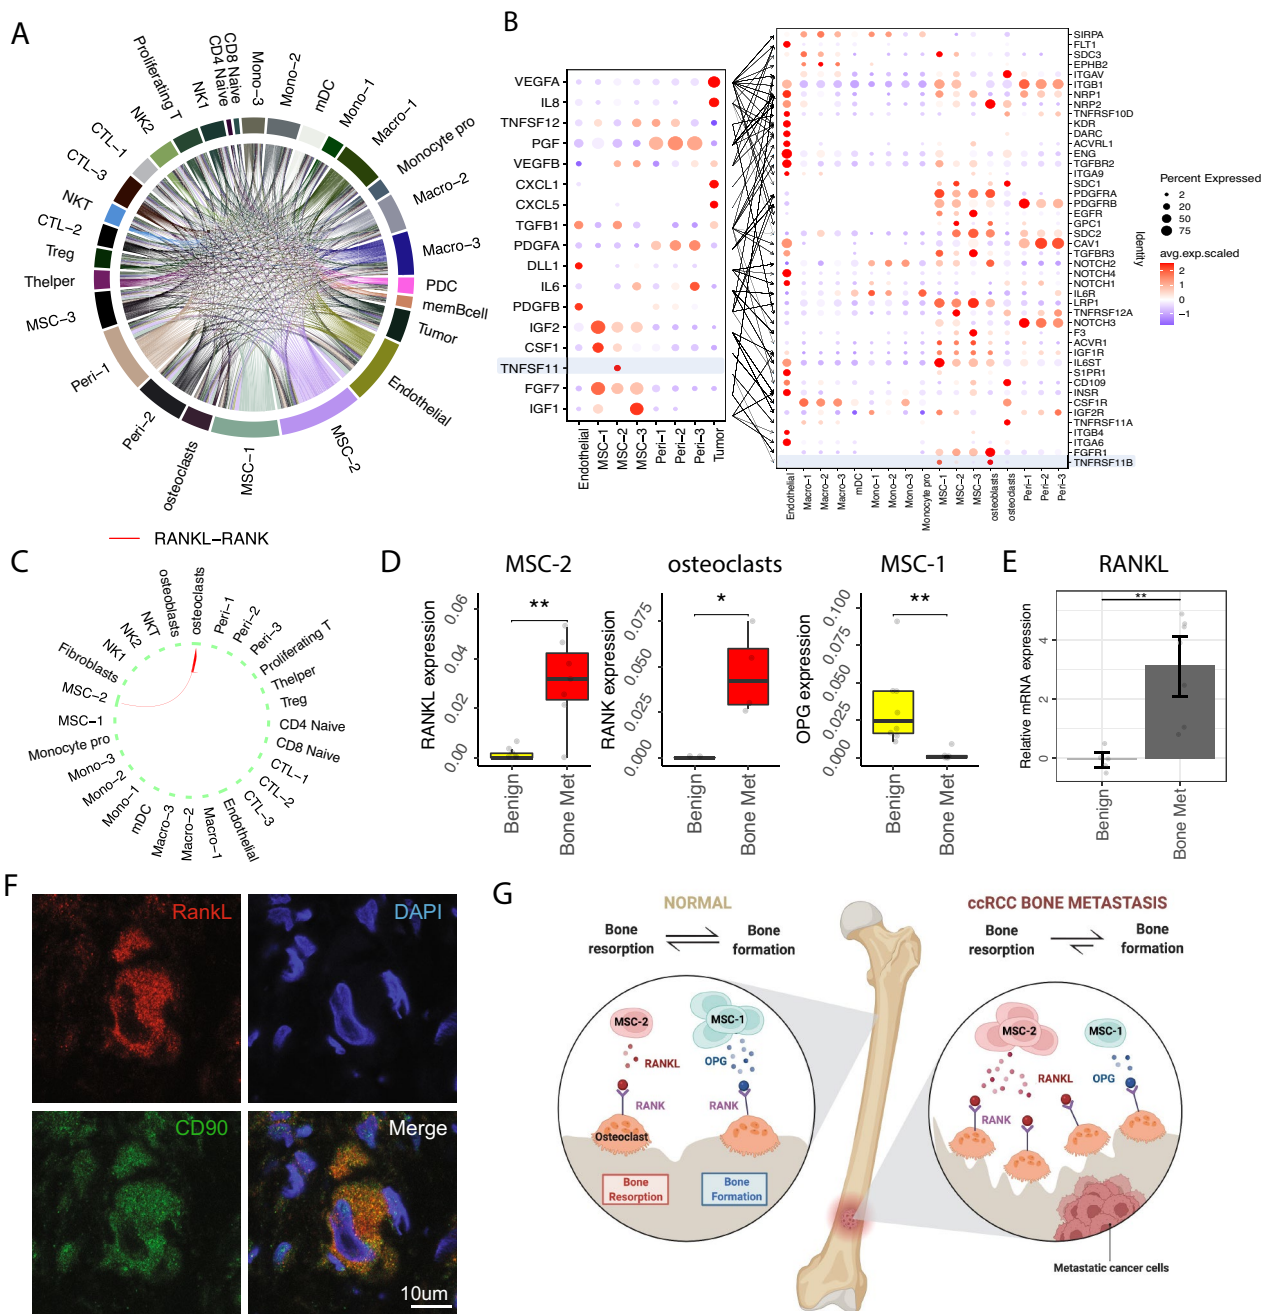 A
Proliferating T
NK1
CD4 Naive
CD8 Naive
Mono−3
Mono−2
mDC
Mono−1
Macro−1
Monocyte pro
Macro−2
Macro−3
PDC
memBcell
Tumor
Endothelial
MSC−2
MSC−1
osteoclasts
Peri−2
Peri−1
MSC−3
Thelper
Treg
CTL−2
NKT
CTL−3
CTL−1
NK2
B
VEGFA
IL8
TNFSF12
PGF
VEGFB
CXCL1
CXCL5
TGFB1
PDGFA
DLL1
IL6
PDGFB
IGF2
CSF1
TNFSF11
FGF7
IGF1
Endothelial
MSC−1
MSC−2
MSC−3
Peri−1
Peri−2
Peri−3
Tumor
SIRPA
FLT1
SDC3
EPHB2
ITGAV
ITGB1
NRP1
NRP2
TNFRSF10D
KDR
DARC
ACVRL1
ENG
TGFBR2
ITGA9
SDC1
PDGFRA
PDGFRB
EGFR
GPC1
SDC2
CAV1
TGFBR3
NOTCH2
NOTCH4
NOTCH1
IL6R
LRP1
TNFRSF12A
NOTCH3
F3
ACVR1
IGF1R
IL6ST
S1PR1
CD109
INSR
CSF1R
IGF2R
TNFRSF11A
ITGB4
ITGA6
FGFR1
TNFRSF11B
Endothelial
Macro−1
Macro−2
Macro−3
mDC
Mono−1
Mono−2
Mono−3
Monocyte pro
MSC−1
MSC−2
MSC−3
osteoblasts
osteoclasts
Peri−1
Peri−2
Peri−3
Identity
Percent Expressed
2
20
50
75
avg.exp.scaled
2
1
0
−1
C
RANKL−RANK
osteoclasts
Peri−1
Peri−2
Peri−3
Proliferating T
Thelper
Treg
CD4 Naive
CD8 Naive
CTL−1
CTL−2
CTL−3
Endothelial
Macro−1
Macro−2
Macro−3
mDC
Mono−1
Mono−2
Mono−3
Monocyte pro
MSC−1
MSC−2
Fibroblasts
NK1
NK3
NKT
osteoblasts
D
MSC-2
RANKL expression
0.06
0.04
0.02
0.00
**
Benign
Bone Met
osteoclasts
RANK expression
0.075
0.050
0.025
0.000
*
Benign
Bone Met
MSC-1
OPG expression
0.100
0.075
0.050
0.025
0.000
**
Benign
Bone Met
E
RANKL
Relative mRNA expression
4
2
0
**
Benign
Bone Met
F
RankL
DAPI
CD90
Merge
10um
G
NORMAL
Bone resorption
Bone formation
MSC-2
MSC-1
RANKL
OPG
RANK
RANK
Osteoclast
Bone Resorption
Bone Formation
ccRCC BONE METASTASIS
Bone resorption
Bone formation
MSC-2
MSC-1
RANKL
OPG
RANK
Metastatic cancer cells